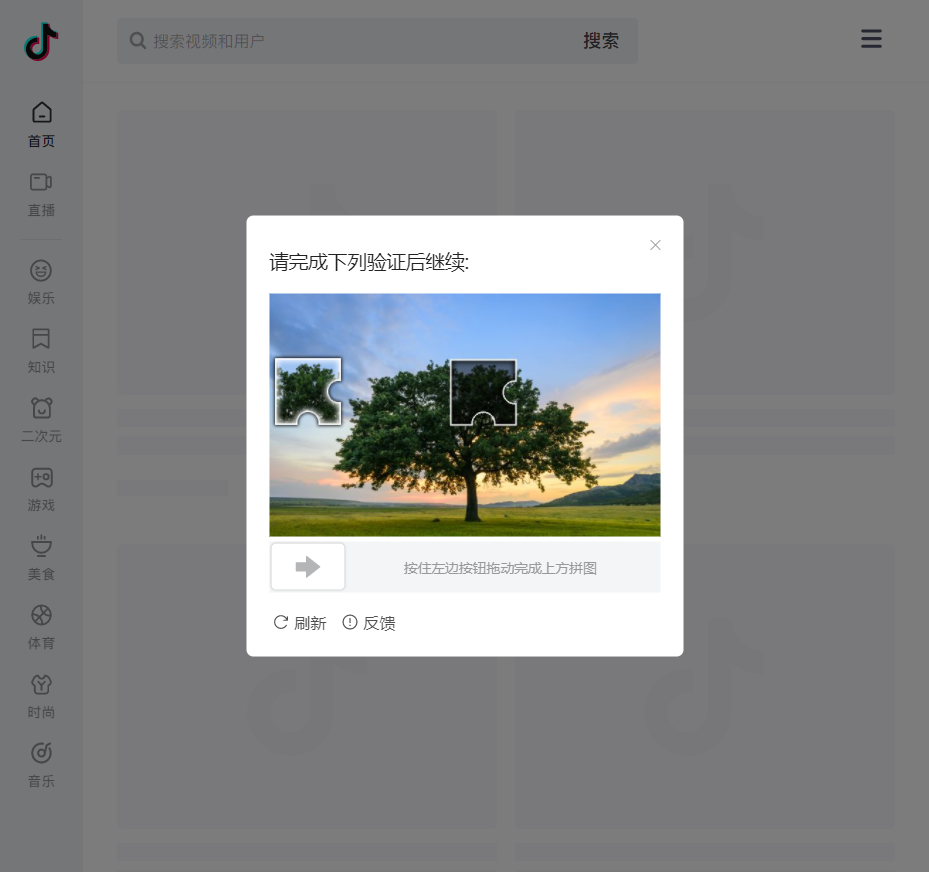 搜索视频和用户
搜索
首页
直播
娱乐
知识
二次元
游戏
美食
体育
时尚
音乐
请完成下列验证后继续:
按住左边按钮拖动完成上方拼图
刷新
反馈